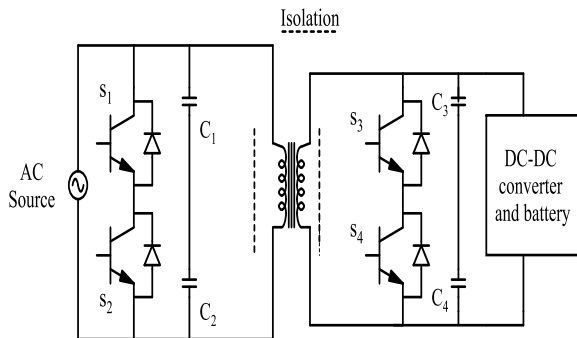 Isolation
s1
C1
s3
C3
AC
Source
DC-DC
converter
and battery
s2
C2
s4
C4